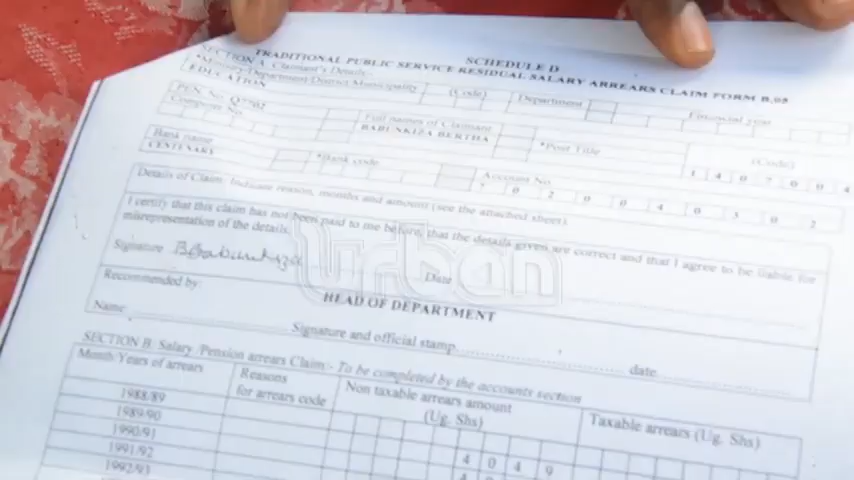 SCHEDULE D
TRADITIONAL PUBLIC SERVICE RESIDUAL SALARY ARREARS CLAIM FORM B.05
SECTION A Claimant's Details:-
*Ministry/Department/District/Municipality (Code) Department Financial year
EDUCATION
PEN. No.
Computer No. Full names of Claimant *Post Title (Code)
BABUNKIZA BERTHA
1 4 0 7 0 0 4
Bank name *Bank code Account No.
CENTENARY
2 0 2 0 0 4 0 3 0 2
Details of Claim: Indicate reason, months and amount (see the attached sheet)
I certify that this claim has not been paid to me before, that the details given are correct and that I agree to be liable for
misrepresentation of the details.
Signature Date
urban
Recommended by:
HEAD OF DEPARTMENT
Name Signature and official stamp date
SECTION B: Salary /Pension arrears Claim:- To be completed by the accounts section
Month/Years of arrears Reasons for arrears code Non taxable arrears amount (Ug. Shs) Taxable arrears (Ug. Shs)
1988/89
1989/90
1990/91
1991/92 4 0 4 9
1992/93